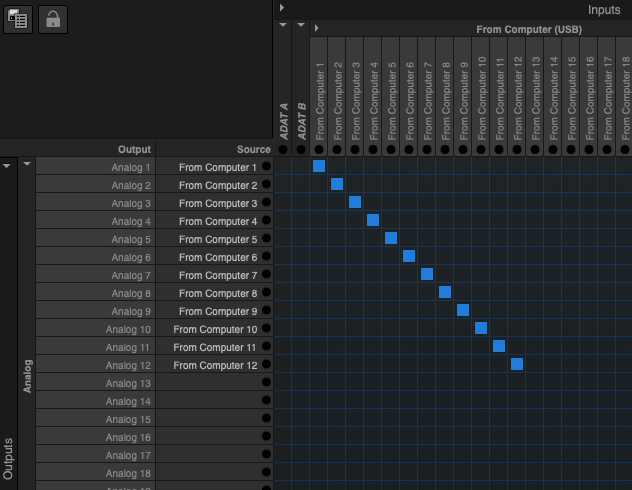 Inputs
From Computer (USB)
ADAT A
ADAT B
From Computer 1
From Computer 2
From Computer 3
From Computer 4
From Computer 5
From Computer 6
From Computer 7
From Computer 8
From Computer 9
From Computer 10
From Computer 11
From Computer 12
From Computer 13
From Computer 14
From Computer 15
From Computer 16
From Computer 17
From Computer 18
Output Source
Analog 1 From Computer 1
Analog 2 From Computer 2
Analog 3 From Computer 3
Analog 4 From Computer 4
Analog 5 From Computer 5
Analog 6 From Computer 6
Analog 7 From Computer 7
Analog 8 From Computer 8
Analog 9 From Computer 9
Analog 10 From Computer 10
Analog 11 From Computer 11
Analog 12 From Computer 12
Analog 13
Analog 14
Analog 15
Analog 16
Analog 17
Analog 18
Analog
Outputs